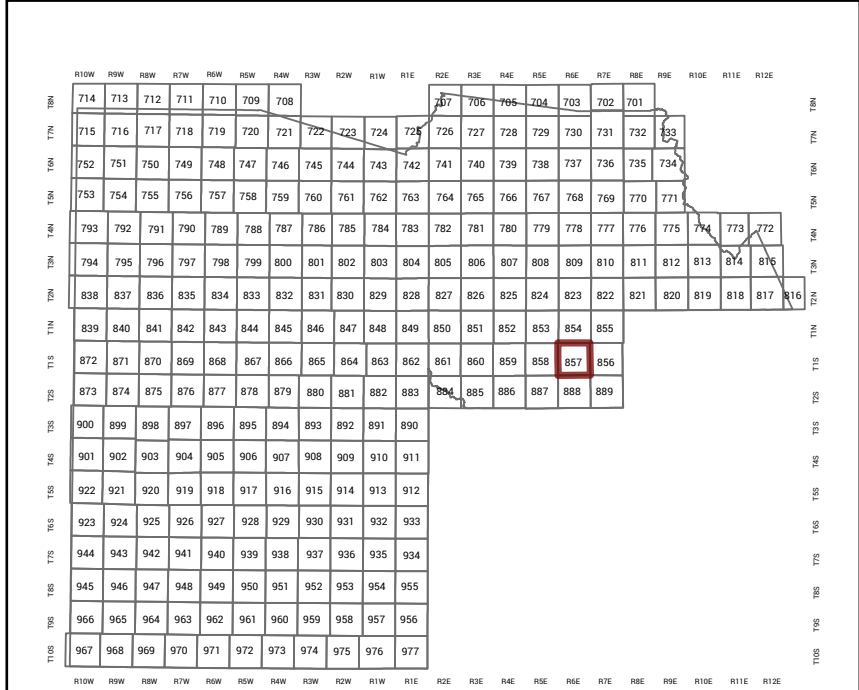 R10W R9W R8W R7W R6W R5W R4W R3W R2W R1W R1E R2E R3E R4E R5E R6E R7E R8E R9E R10E R11E R12E
T8N 714 713 712 711 710 709 708 707 706 705 704 703 702 701 T8N
T7N 715 716 717 718 719 720 721 722 723 724 725 726 727 728 729 730 731 732 733 T7N
T6N 752 751 750 749 748 747 746 745 744 743 742 741 740 739 738 737 736 735 734 T6N
T5N 753 754 755 756 757 758 759 760 761 762 763 764 765 766 767 768 769 770 771 T5N
T4N 793 792 791 790 789 788 787 786 785 784 783 782 781 780 779 778 777 776 775 774 773 772 T4N
T3N 794 795 796 797 798 799 800 801 802 803 804 805 806 807 808 809 810 811 812 813 814 815 T3N
T2N 838 837 836 835 834 833 832 831 830 829 828 827 826 825 824 823 822 821 820 819 818 817 816 T2N
T1N 839 840 841 842 843 844 845 846 847 848 849 850 851 852 853 854 855 T1N
T1S 872 871 870 869 868 867 866 865 864 863 862 861 860 859 858 857 856 T1S
T2S 873 874 875 876 877 878 879 880 881 882 883 884 885 886 887 888 889 T2S
T3S 900 899 898 897 896 895 894 893 892 891 890 T3S
T4S 901 902 903 904 905 906 907 908 909 910 911 T4S
T5S 922 921 920 919 918 917 916 915 914 913 912 T5S
T6S 923 924 925 926 927 928 929 930 931 932 933 T6S
T7S 944 943 942 941 940 939 938 937 936 935 934 T7S
T8S 945 946 947 948 949 950 951 952 953 954 955 T8S
T9S 966 965 964 963 962 961 960 959 958 957 956 T9S
T10S 967 968 969 970 971 972 973 974 975 976 977 T10S
R10W R9W R8W R7W R6W R5W R4W R3W R2W R1W R1E R2E R3E R4E R5E R6E R7E R8E R9E R10E R11E R12E